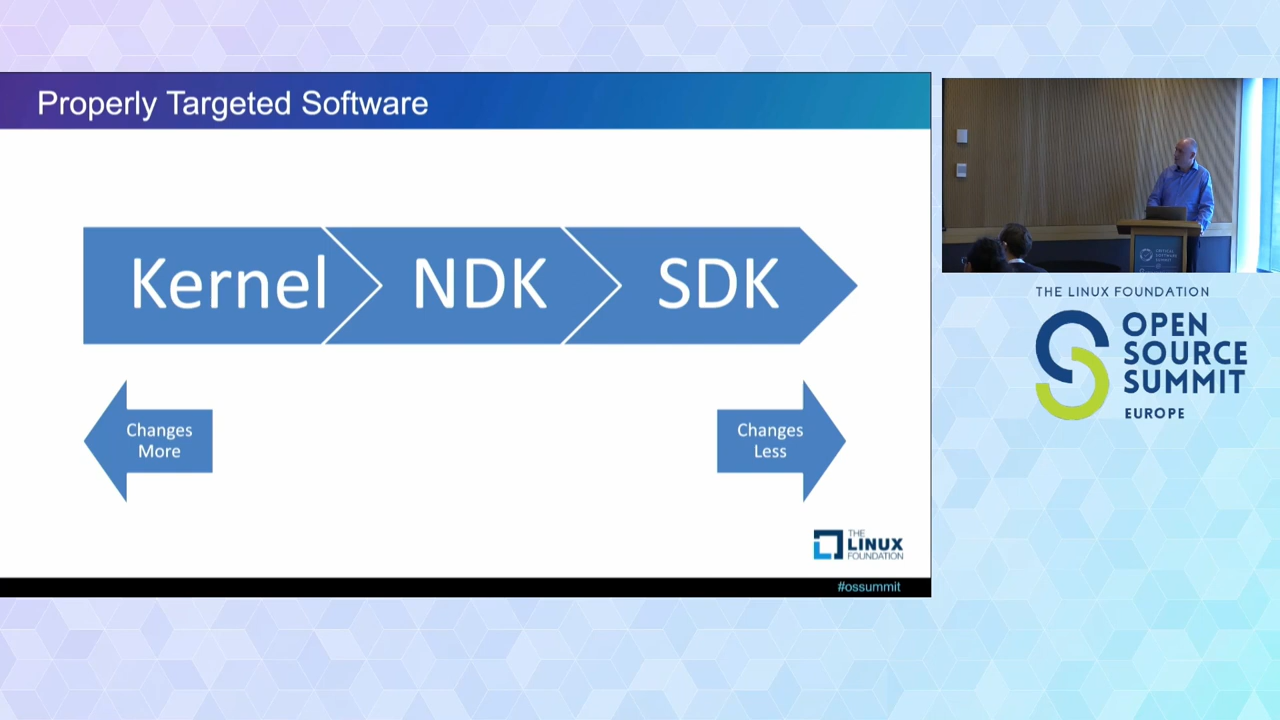 Properly Targeted Software
Kernel
NDK
SDK
Changes
More
Changes
Less
THE
LINUX
FOUNDATION
#ossummit
THE LINUX FOUNDATION
OPEN
SOURCE
SUMMIT
EUROPE